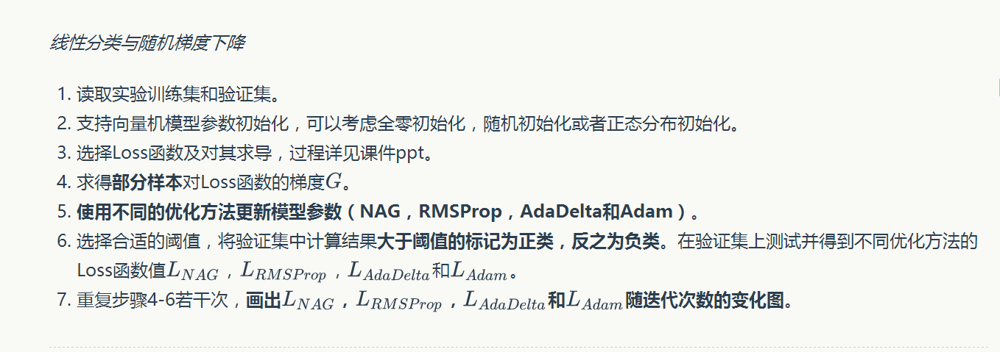 线性分类与随机梯度下降
1. 读取实验训练集和验证集。
2. 支持向量机模型参数初始化，可以考虑全零初始化，随机初始化或者正态分布初始化。
3. 选择Loss函数及对其求导，过程详见课件ppt。
4. 求得部分样本对Loss函数的梯度G。
5. 使用不同的优化方法更新模型参数（NAG，RMSProp，AdaDelta和Adam）。
6. 选择合适的阈值，将验证集中计算结果大于阈值的标记为正类，反之为负类。在验证集上测试并得到不同优化方法的
Loss函数值L_{NAG}，L_{RMSProp}，L_{AdaDelta}和L_{Adam}。
7. 重复步骤4-6若干次，画出L_{NAG}，L_{RMSProp}，L_{AdaDelta}和L_{Adam}随迭代次数的变化图。